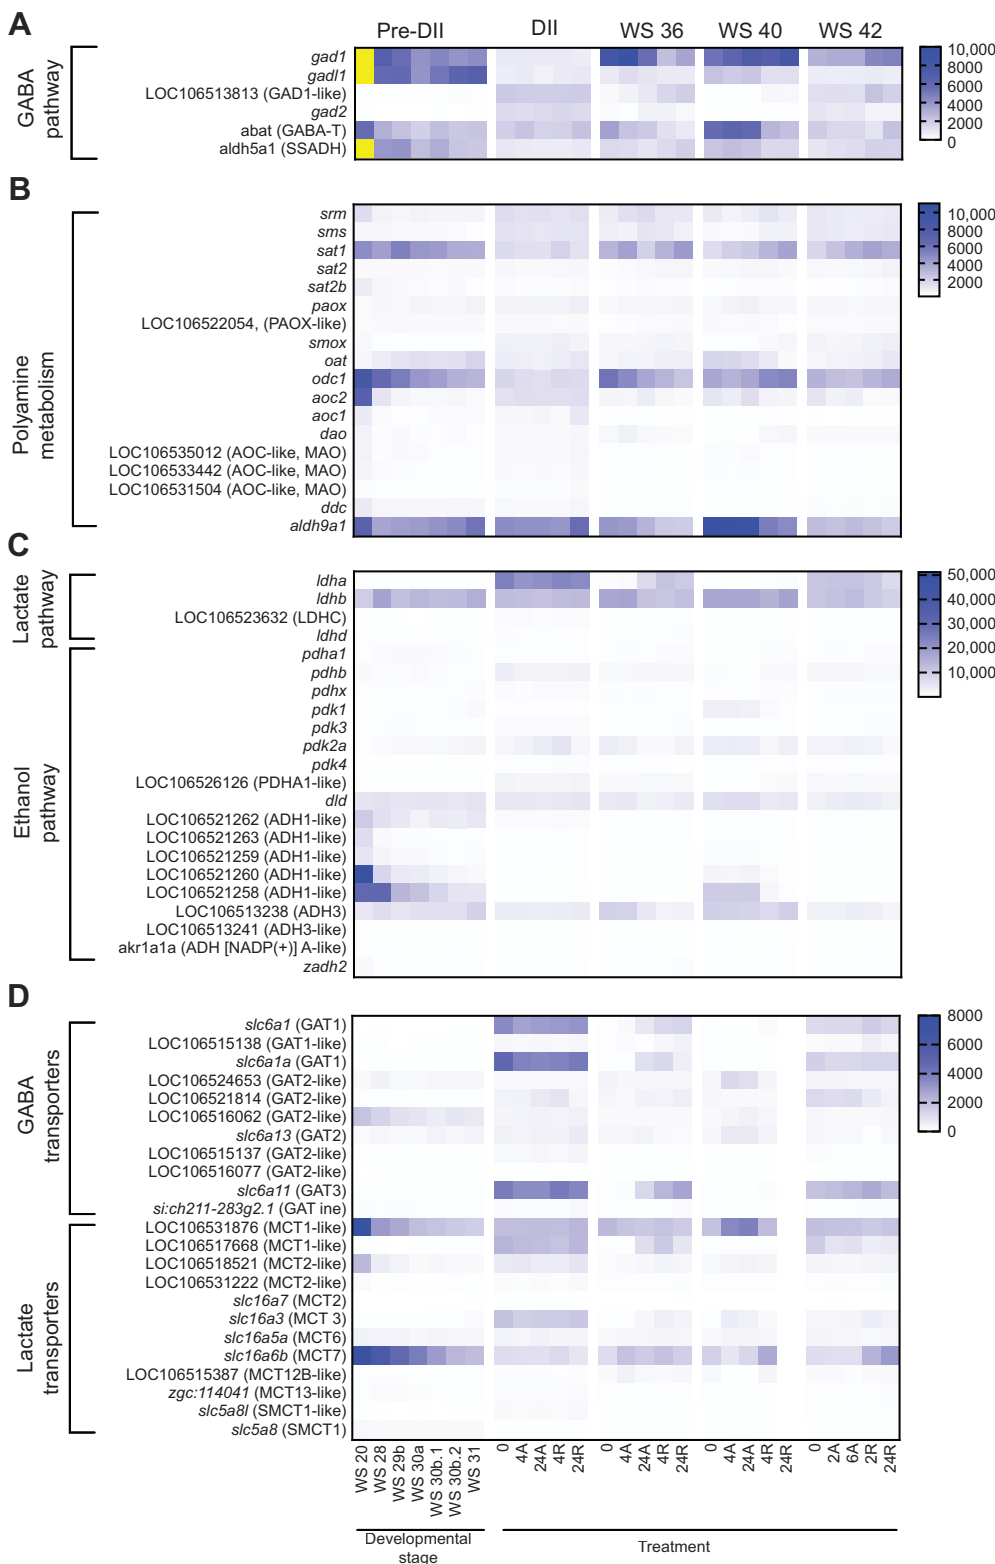 A
Pre-DII DII WS 36 WS 40 WS 42
GABA pathway
gad1
gadl1
LOC106513813 (GAD1-like)
gad2
abat (GABA-T)
aldh5a1 (SSADH)
10,000
8000
6000
4000
2000
0
B
Polyamine metabolism
srm
sms
sat1
sat2
sat2b
paox
LOC106522054, (PAOX-like)
smox
oat
odc1
aoc2
aoc1
dao
LOC106535012 (AOC-like, MAO)
LOC106533442 (AOC-like, MAO)
LOC106531504 (AOC-like, MAO)
ddc
aldh9a1
10,000
8000
6000
4000
2000
C
Lactate pathway
ldha
ldhb
LOC106523632 (LDHC)
ldhd
Ethanol pathway
pdha1
pdhb
pdhx
pdk1
pdk3
pdk2a
pdk4
LOC106526126 (PDHA1-like)
dld
LOC106521262 (ADH1-like)
LOC106521263 (ADH1-like)
LOC106521259 (ADH1-like)
LOC106521260 (ADH1-like)
LOC106521258 (ADH1-like)
LOC106513238 (ADH3)
LOC106513241 (ADH3-like)
akr1a1a (ADH [NADP(+)] A-like)
zadh2
50,000
40,000
30,000
20,000
10,000
D
GABA transporters
slc6a1 (GAT1)
LOC106515138 (GAT1-like)
slc6a1a (GAT1)
LOC106524653 (GAT2-like)
LOC106521814 (GAT2-like)
LOC106516062 (GAT2-like)
slc6a13 (GAT2)
LOC106515137 (GAT2-like)
LOC106516077 (GAT2-like)
slc6a11 (GAT3)
si:ch211-283g2.1 (GAT ine)
Lactate transporters
LOC106531876 (MCT1-like)
LOC106517668 (MCT1-like)
LOC106518521 (MCT2-like)
LOC106531222 (MCT2-like)
slc16a7 (MCT2)
slc16a3 (MCT 3)
slc16a5a (MCT6)
slc16a6b (MCT7)
LOC106515387 (MCT12B-like)
zgc:114041 (MCT13-like)
slc5a8l (SMCT1-like)
slc5a8 (SMCT1)
8000
6000
4000
2000
0
WS 20 WS 28 WS 29b WS 30a WS 30b.1 WS 30b.2 WS 31 0 4A 24A 4R 24R 0 4A 24A 4R 24R 0 4A 24A 4R 24R 0 2A 6A 2R 24R
Developmental stage
Treatment